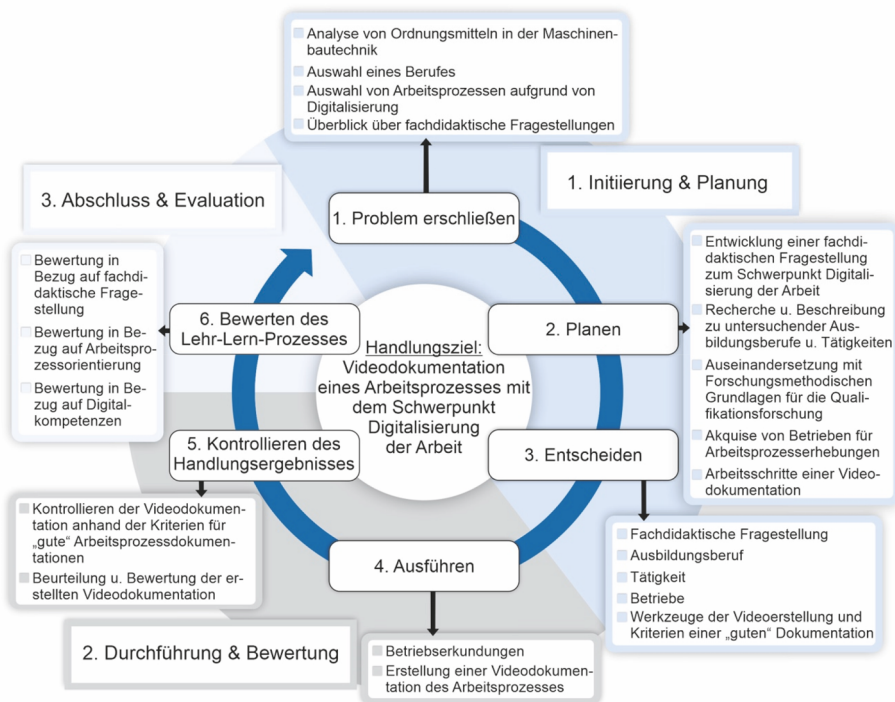 Analyse von Ordnungsmitteln in der Maschinen-
bautechnik
Auswahl eines Berufes
Auswahl von Arbeitsprozessen aufgrund von
Digitalisierung
Überblick über fachdidaktische Fragestellungen
3. Abschluss & Evaluation
1. Initiierung & Planung
1. Problem erschließen
Entwicklung einer fachdi-
daktischen Fragestellung
zum Schwerpunkt Digitali-
sierung der Arbeit
Recherche u. Beschreibung
zu untersuchender Aus-
bildungsberufe u. Tätigkeiten
Auseinandersetzung mit
Forschungsmethodischen
Grundlagen für die Quali-
fikationsforschung
Akquise von Betrieben für
Arbeitsprozesserhebungen
Arbeitsschritte einer Video-
dokumentation
2. Planen
Bewertung in
Bezug auf fachdi-
daktische Frage-
stellung
Bewertung in Be-
zug auf Arbeitspro-
zessorientierung
Bewertung in Be-
zug auf Digital-
kompetenzen
6. Bewerten des
Lehr-Lern-Prozesses
Handlungsziel:
Videodokumentation
eines Arbeitsprozesses mit
dem Schwerpunkt
Digitalisierung
der Arbeit
5. Kontrollieren des
Handlungsergebnisses
3. Entscheiden
Kontrollieren der Videodokumen-
tation anhand der Kriterien für
„gute“ Arbeitsprozessdokumen-
tationen
Beurteilung u. Bewertung der er-
stellten Videodokumentation
4. Ausführen
Fachdidaktische Fragestellung
Ausbildungsberuf
Tätigkeit
Betriebe
Werkzeuge der Videoerstellung und
Kriterien einer „guten“ Dokumentation
2. Durchführung & Bewertung
Betriebserkundungen
Erstellung einer Videodokumen-
tation des Arbeitsprozesses